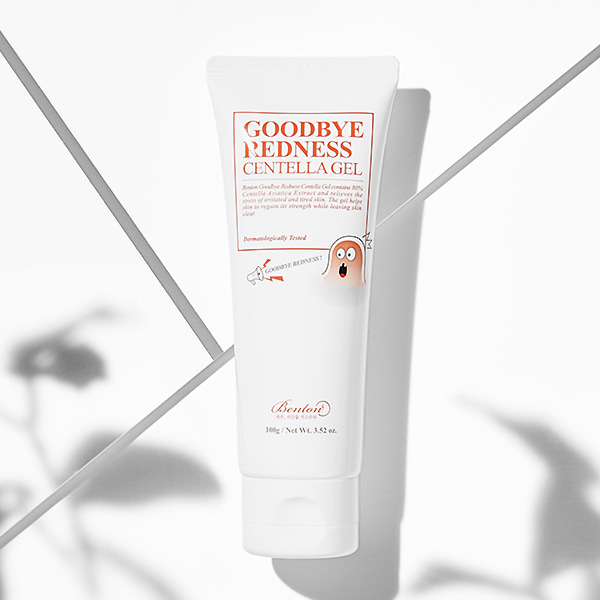 GOODBYE
REDNESS
CENTELLA GEL
Benton Goodbye Redness Centella Gel contains 80%
Centella Asiatica Extract and relieves the
stress of irritated and tired skin. The gel helps
skin to regain its strength while leaving skin
clear.
Dermatologically Tested
GOODBYE REDNESS!
Benton
100g / Net Wt. 3.52 oz.